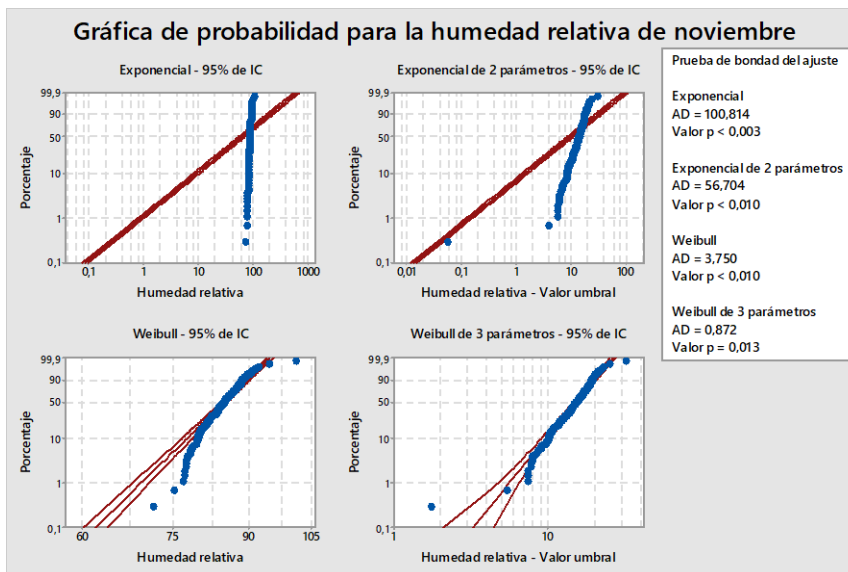 Gráfica de probabilidad para la humedad relativa de noviembre
Exponencial - 95% de IC
99,9
90
50
10
1
0,1
Porcentaje
0,1 1 10 100 1000
Humedad relativa
Exponencial de 2 parámetros - 95% de IC
99,9
90
50
10
1
0,1
Porcentaje
0,01 0,1 1 10 100
Humedad relativa - Valor umbral
Weibull - 95% de IC
99,9
90
50
10
1
0,1
Porcentaje
60 75 90 105
Humedad relativa
Weibull de 3 parámetros - 95% de IC
99,9
90
50
10
1
0,1
Porcentaje
1 10
Humedad relativa - Valor umbral
Prueba de bondad del ajuste
Exponencial
AD = 100,814
Valor p < 0,003
Exponencial de 2 parámetros
AD = 56,704
Valor p < 0,010
Weibull
AD = 3,750
Valor p < 0,010
Weibull de 3 parámetros
AD = 0,872
Valor p = 0,013